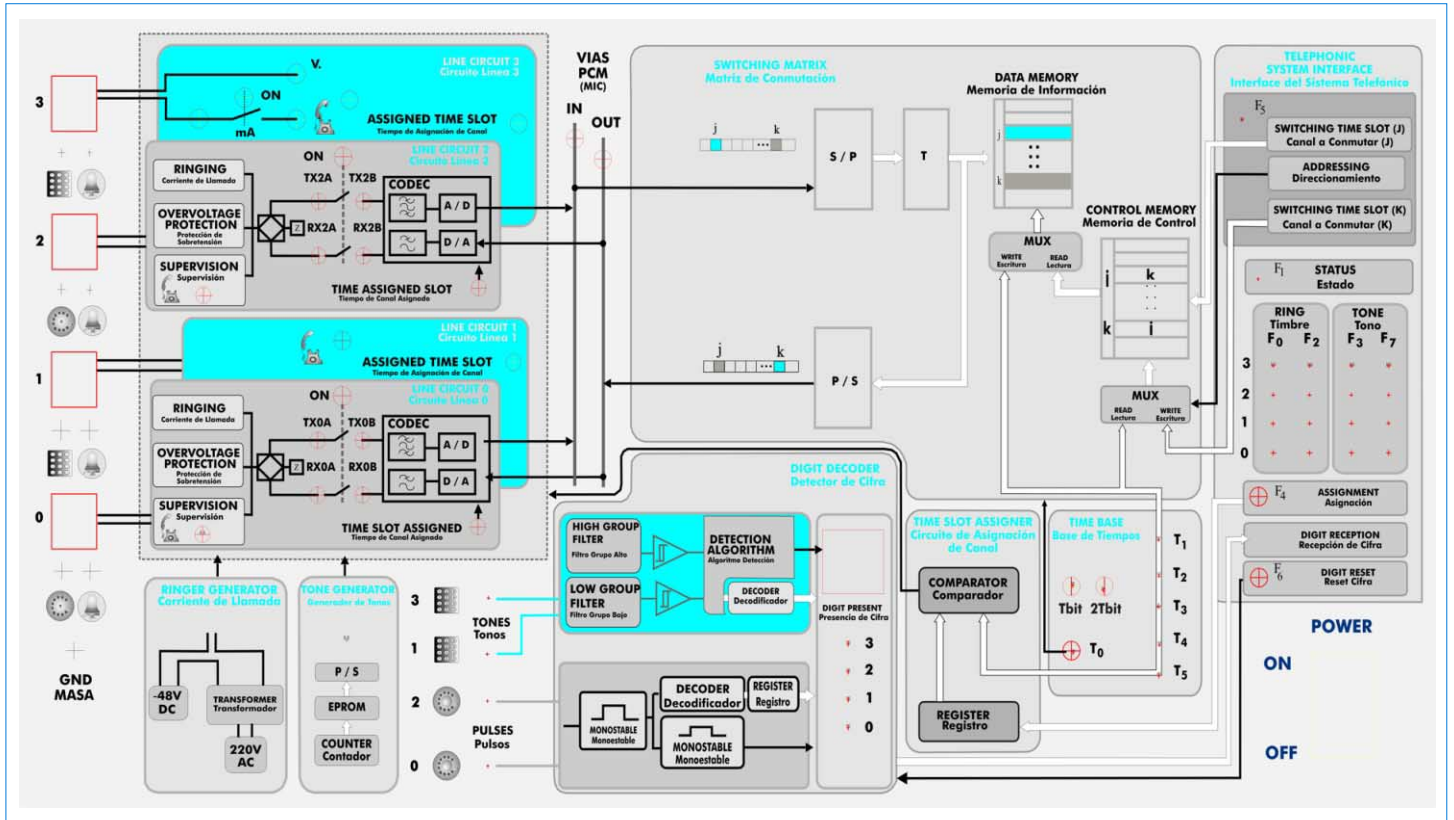 3
2
1
0
GND
MASA
LINE CIRCUIT 3
Circuito Línea 3
V.
ON
mA
ASSIGNED TIME SLOT
Tiempo de Asignación de Canal
LINE CIRCUIT 2
Circuito Línea 2
RINGING
Corriente de Llamada
OVERVOLTAGE
PROTECTION
Protección de
Sobretensión
SUPERVISION
Supervisión
ON
TX2A
TX2B
Z
RX2A
RX2B
CODEC
A / D
D / A
TIME ASSIGNED SLOT
Tiempo de Canal Asignado
LINE CIRCUIT 1
Circuito Línea 1
ASSIGNED TIME SLOT
Tiempo de Asignación de Canal
RINGING
Corriente de Llamada
OVERVOLTAGE
PROTECTION
Protección de
Sobretensión
SUPERVISION
Supervisión
ON
TX0A
TX0B
Z
RX0A
RX0B
CODEC
A / D
D / A
TIME SLOT ASSIGNED
Tiempo de Canal Asignado
VIAS
PCM
(MIC)
IN
OUT
SWITCHING MATRIX
Matriz de Conmutación
j
k
S / P
T
DATA MEMORY
Memoria de Información
j
k
MUX
WRITE
Escritura
READ
Lectura
CONTROL MEMORY
Memoria de Control
j
k
k
j
MUX
READ
Lectura
WRITE
Escritura
j
k
P / S
TELEPHONIC
SYSTEM INTERFACE
Interface del Sistema Telefónico
F5
SWITCHING TIME SLOT (J)
Canal a Conmutar (J)
ADDRESSING
Direccionamiento
SWITCHING TIME SLOT (K)
Canal a Conmutar (K)
F1
STATUS
Estado
RING
Timbre
F0 F2
TONE
Tono
F3 F7
3
2
1
0
F4
ASSIGNMENT
Asignación
DIGIT RECEPTION
Recepción de Cifra
F6
DIGIT RESET
Reset Cifra
POWER
ON
OFF
RINGER GENERATOR
Corriente de Llamada
-48V
DC
TRANSFORMER
Transformador
220V
AC
TONE GENERATOR
Generador de Tonos
P / S
EPROM
COUNTER
Contador
3
1
TONES
Tonos
2
0
PULSES
Pulsos
DIGIT DECODER
Detector de Cifra
HIGH GROUP
FILTER
Filtro Grupo Alto
LOW GROUP
FILTER
Filtro Grupo Bajo
DETECTION
ALGORITHM
Algoritmo Detección
DECODER
Decodificador
DIGIT PRESENT
Presencia de Cifra
3
2
1
0
MONOSTABLE
Monoestable
DECODER
Decodificador
REGISTER
Registro
MONOSTABLE
Monoestable
TIME SLOT ASSIGNER
Circuito de Asignación
de Canal
COMPARATOR
Comparador
REGISTER
Registro
TIME BASE
Base de Tiempos
Tbit 2Tbit
T0
T1
T2
T3
T4
T5